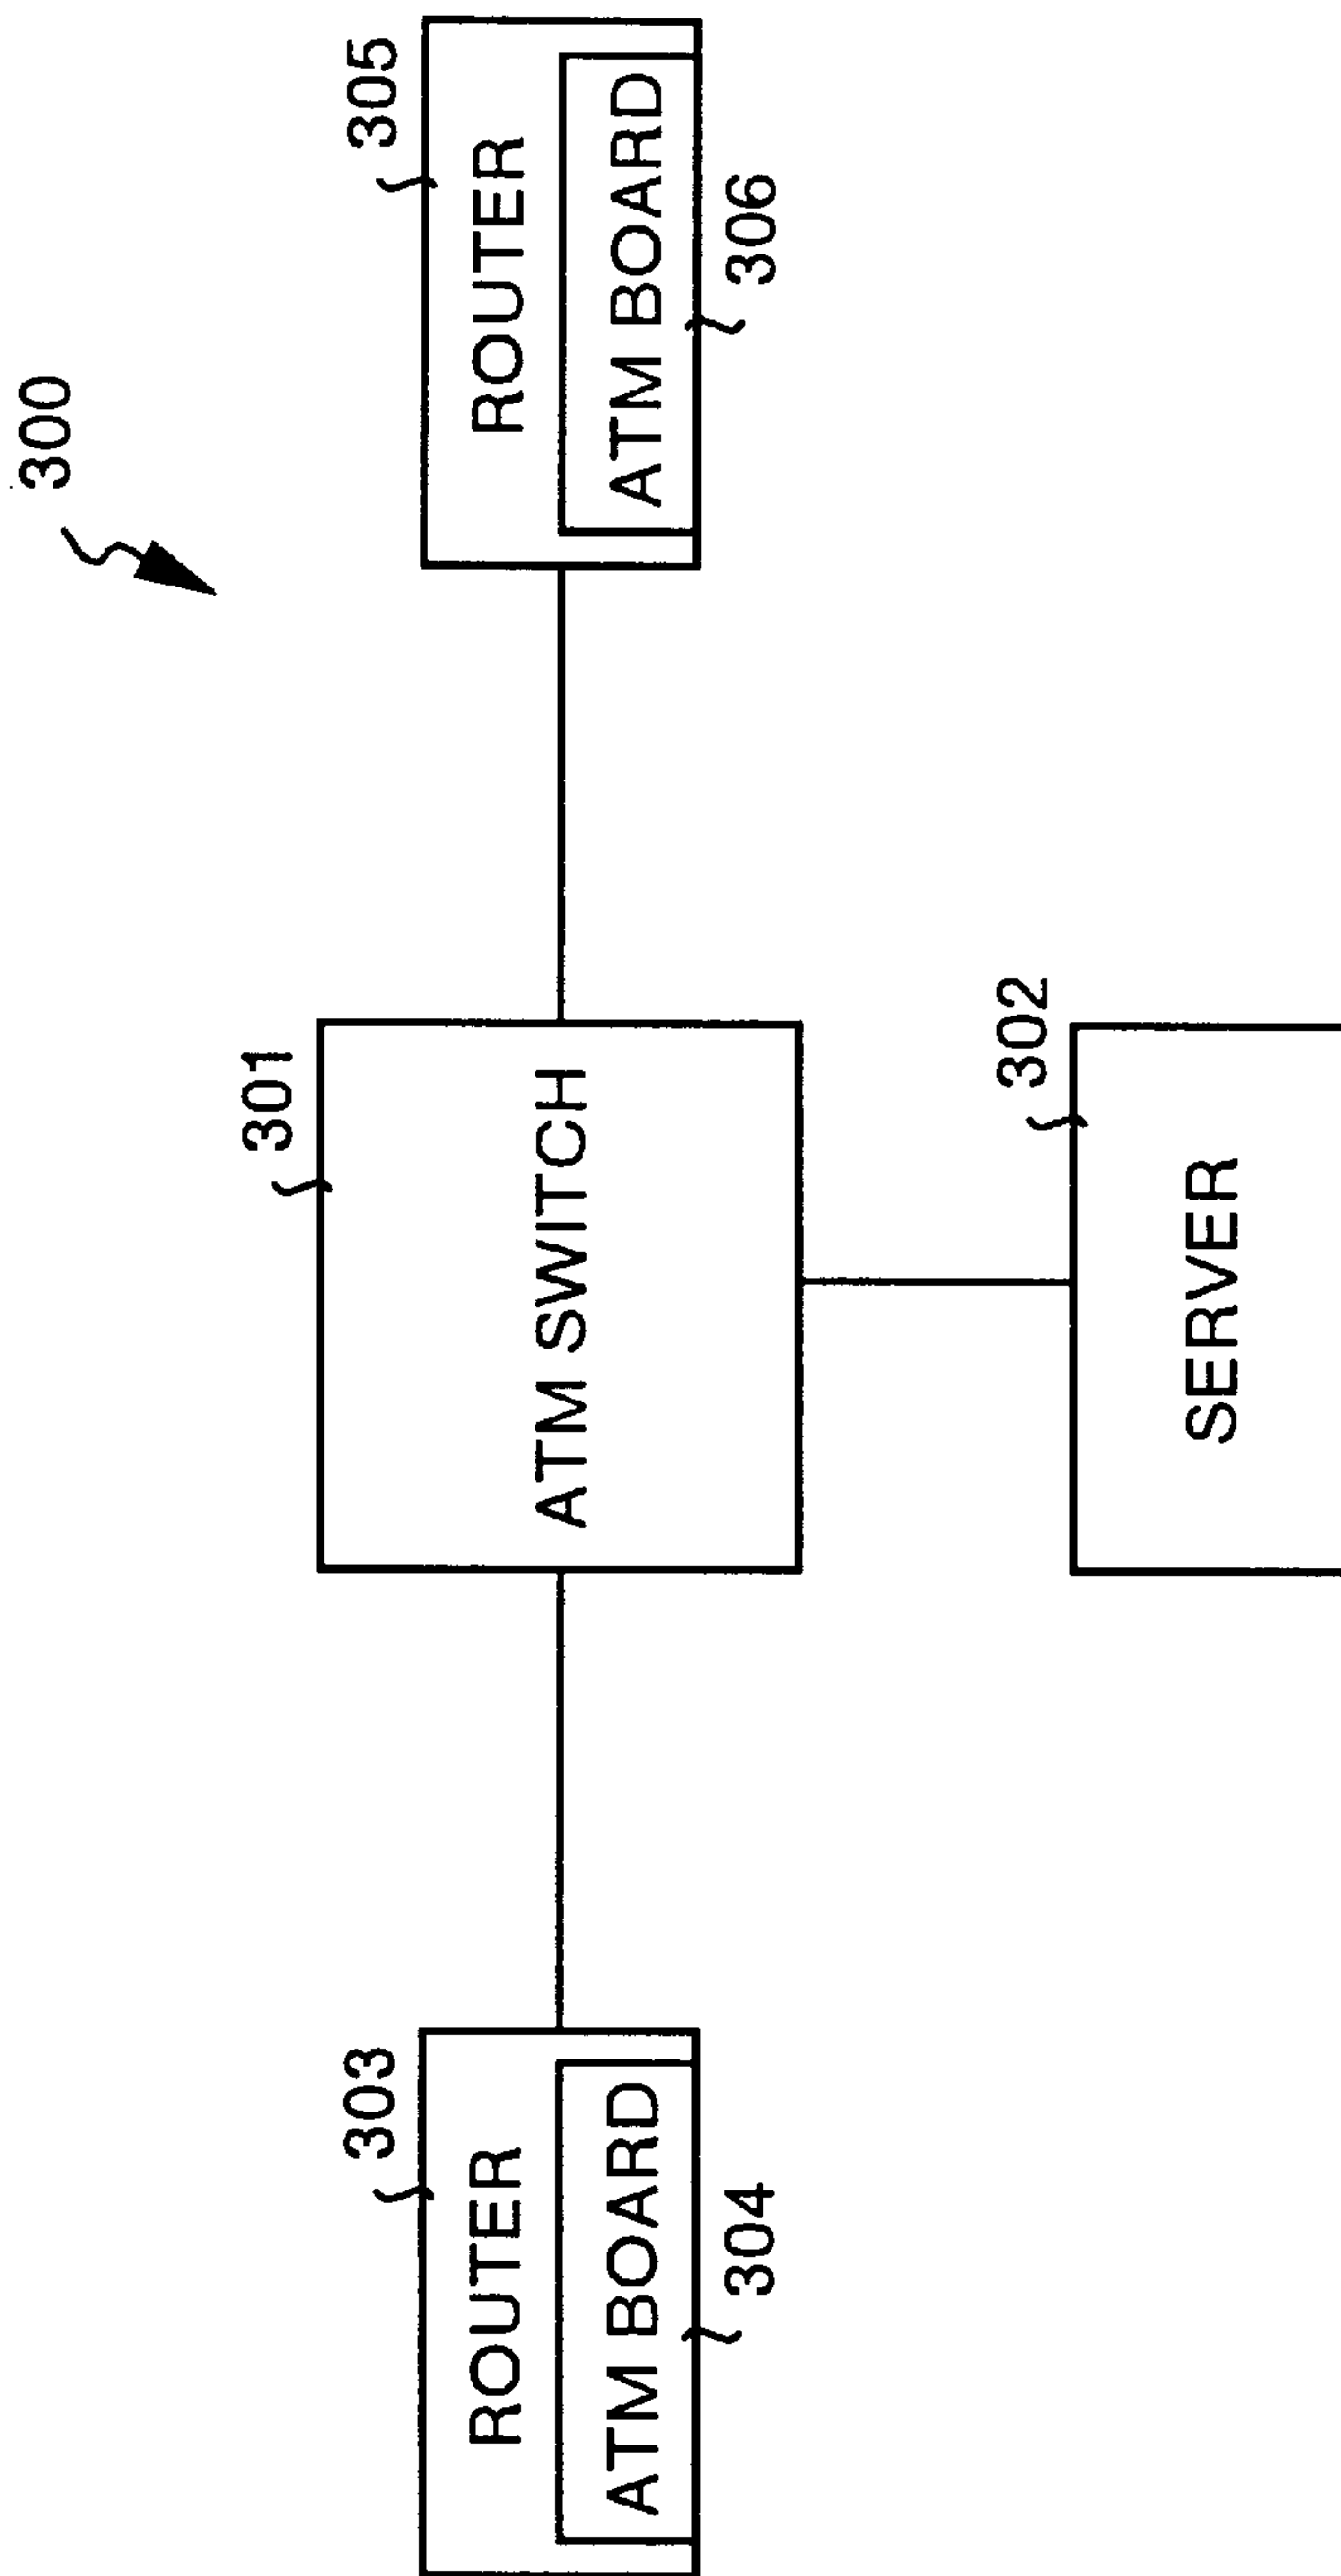 300
303
ROUTER
ATM BOARD
304
301
ATM SWITCH
302
SERVER
305
ROUTER
ATM BOARD
306